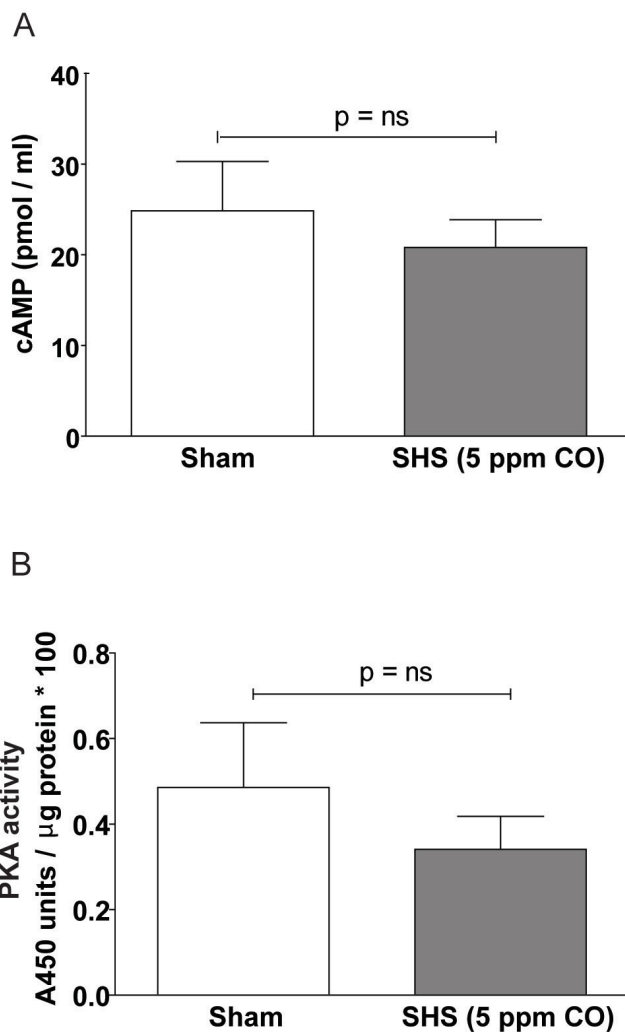 A
40
30
20
10
0
cAMP (pmol / ml)
p = ns
Sham
SHS (5 ppm CO)
B
0.8
0.6
0.4
0.2
0.0
PKA activity
A450 units / µg protein * 100
p = ns
Sham
SHS (5 ppm CO)